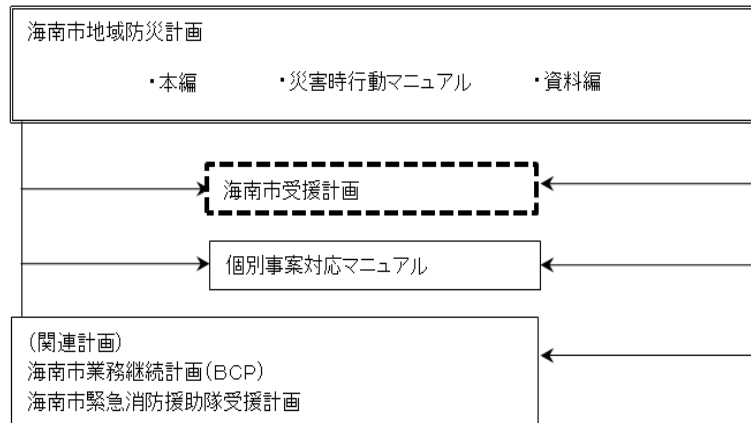 海南市地域防災計画
・本編　・災害時行動マニュアル　・資料編
海南市受援計画
個別事案対応マニュアル
(関連計画)
海南市業務継続計画(BCP)
海南市緊急消防援助隊受援計画